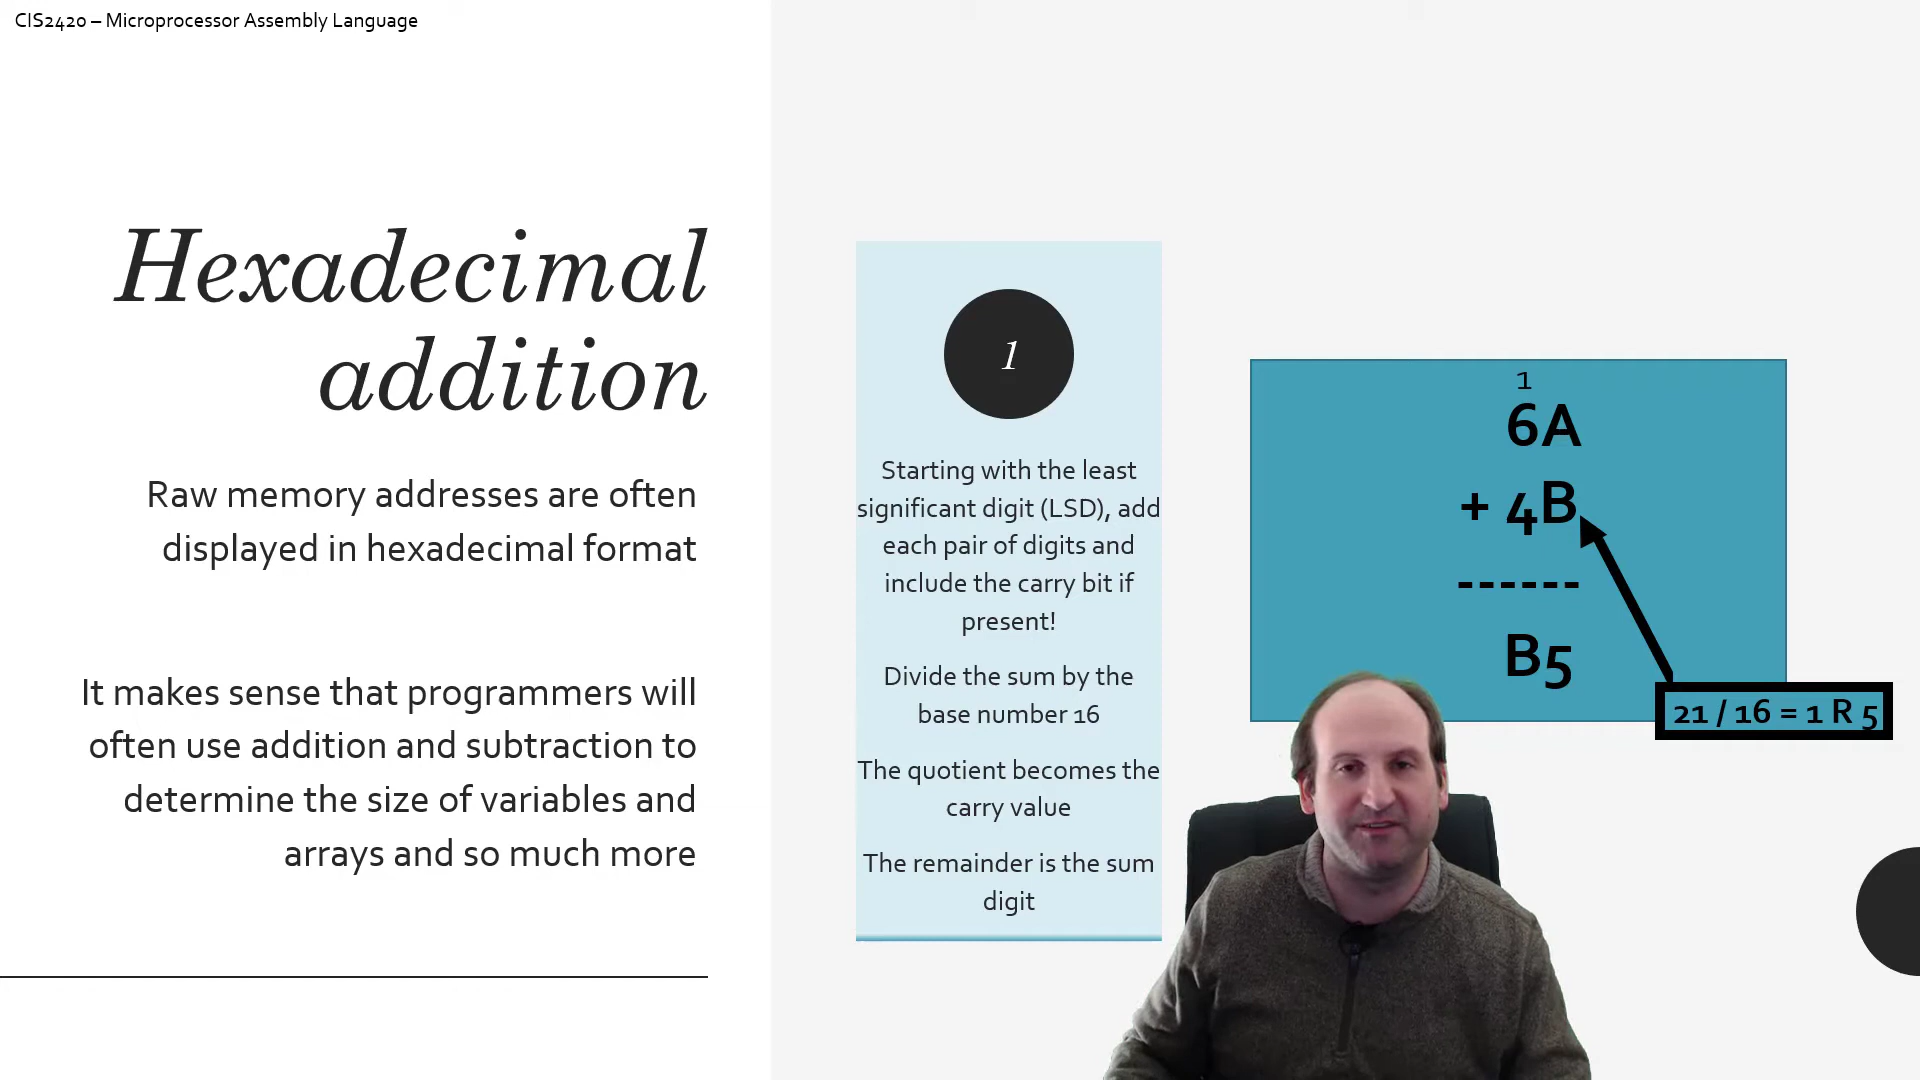 CIS2420 – Microprocessor Assembly Language
Hexadecimal
addition
Raw memory addresses are often
displayed in hexadecimal format
It makes sense that programmers will
often use addition and subtraction to
determine the size of variables and
arrays and so much more
1
Starting with the least
significant digit (LSD), add
each pair of digits and
include the carry bit if
present!
Divide the sum by the
base number 16
The quotient becomes the
carry value
The remainder is the sum
digit
1
6A
+ 4B
------
B5
21 / 16 = 1 R 5